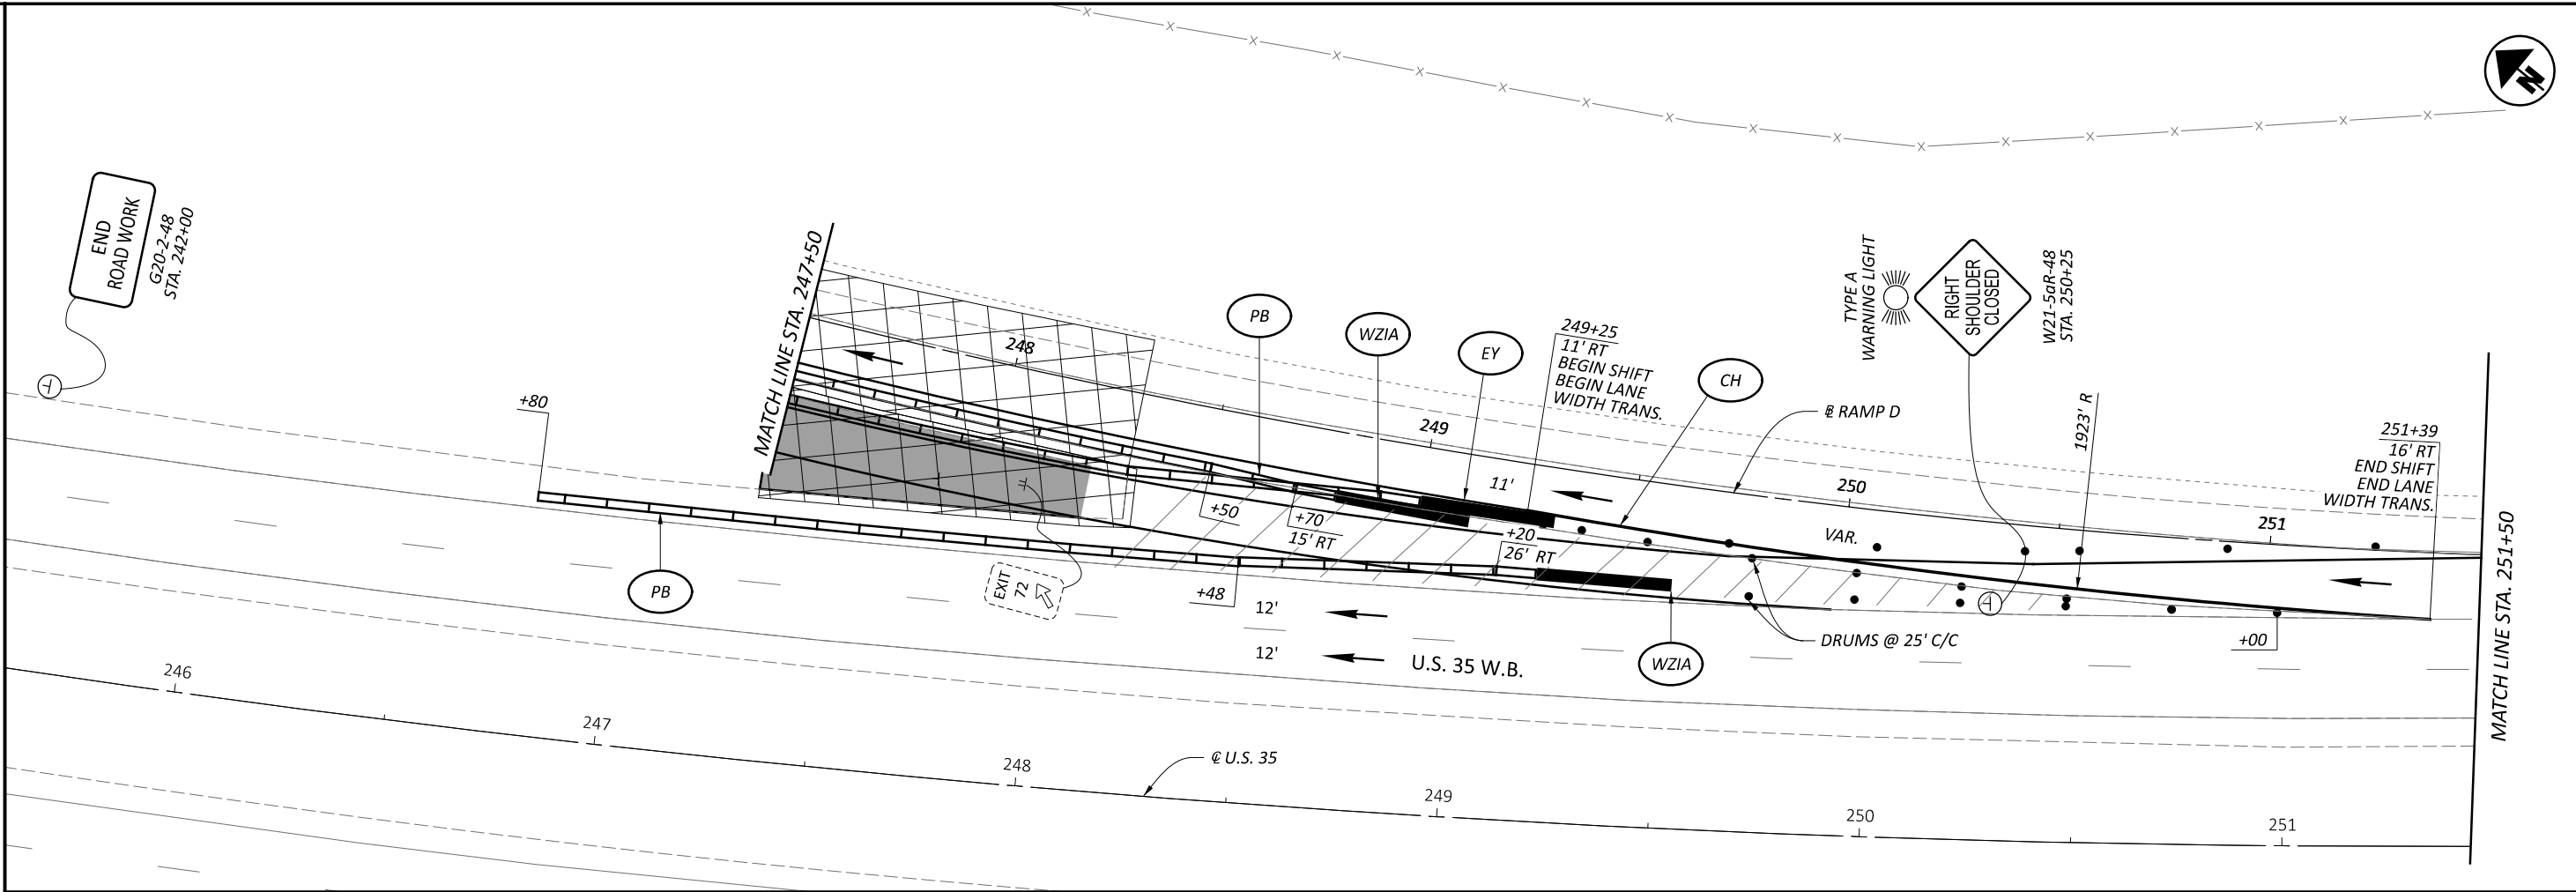 N
END
ROAD WORK
G20-2-48
STA. 242+00
MATCH LINE STA. 247+50
248
PB
WZIA
EY
249+25
11' RT
BEGIN SHIFT
BEGIN LANE
WIDTH TRANS.
CH
TYPE A
WARNING LIGHT
RIGHT
SHOULDER
CLOSED
W21-5aR-48
STA. 250+25
+80
249
℄ RAMP D
1923' R
251+39
16' RT
END SHIFT
END LANE
WIDTH TRANS.
11'
250
251
+50
+70
15' RT
+20
26' RT
VAR.
MATCH LINE STA. 251+50
PB
EXIT
72
+48
12'
12'
U.S. 35 W.B.
WZIA
DRUMS @ 25' C/C
+00
246
247
248
℄ U.S. 35
249
250
251